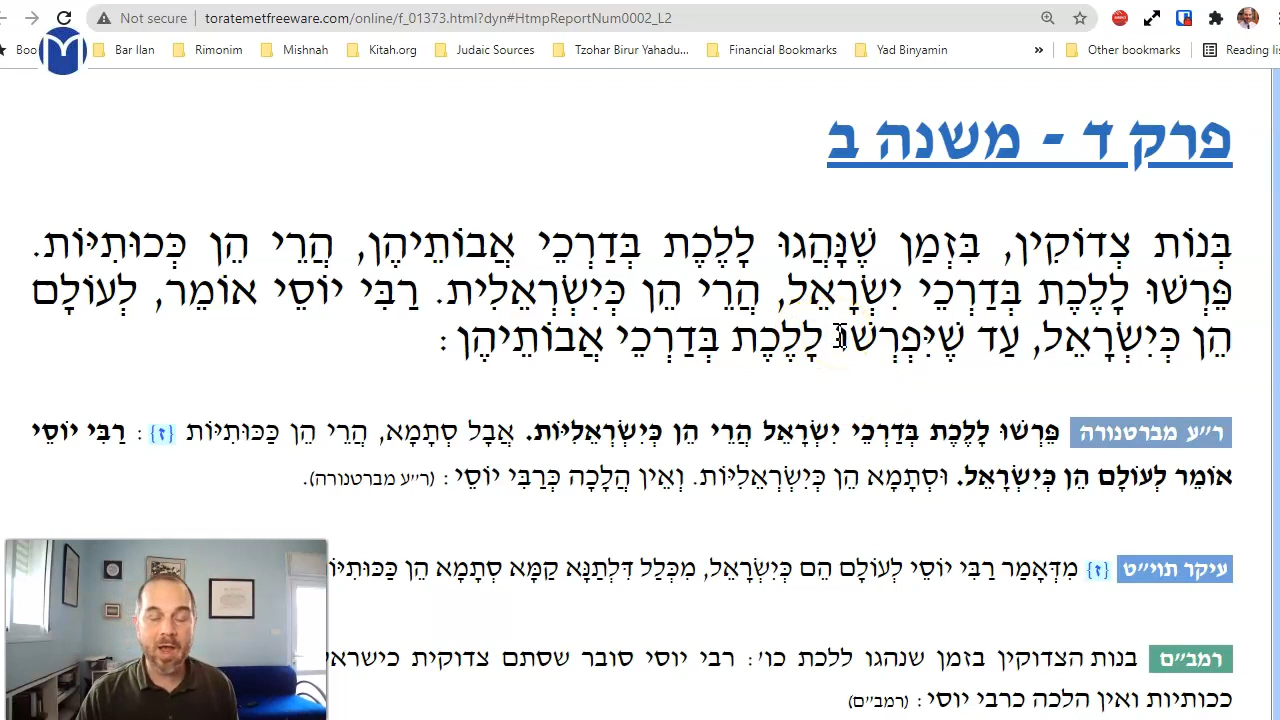 Not secure toratemetfreeware.com/online/f_01373.html?dyn#HtmpReportNum0002_L2
Boo Bar Ilan Rimonim Mishnah Kitah.org Judaic Sources Tzohar Birur Yahadu... Financial Bookmarks Yad Binyamin » Other bookmarks Reading list
פרק ד - משנה ב
בְּנוֹת צְדוֹקִין, בִּזְמַן שֶׁנָּהֲגוּ לָלֶכֶת בְּדַרְכֵי אֲבוֹתֵיהֶן, הֲרֵי הֵן כְּכוּתִיּוֹת.
פֵּרְשׁוּ לָלֶכֶת בְּדַרְכֵי יִשְׂרָאֵל, הֲרֵי הֵן כְּיִשְׂרְאֵלִית. רַבִּי יוֹסֵי אוֹמֵר, לְעוֹלָם
הֵן כְּיִשְׂרָאֵל, עַד שֶׁיִּפְרְשׁוּ לָלֶכֶת בְּדַרְכֵי אֲבוֹתֵיהֶן:
ר"ע מברטנורה פֵּרְשׁוּ לָלֶכֶת בְּדַרְכֵי יִשְׂרָאֵל הֲרֵי הֵן כְּיִשְׂרְאֵלִיּוֹת. אֲבָל סְתָמָא, הֲרֵי הֵן כַּכּוּתִיּוֹת {ז}: רַבִּי יוֹסֵי
אוֹמֵר לְעוֹלָם הֵן כְּיִשְׂרָאֵל. וּסְתָמָא הֵן כְּיִשְׂרְאֵלִיּוֹת. וְאֵין הֲלָכָה כְּרַבִּי יוֹסֵי: (ר"ע מברטנורה).
עיקר תוי"ט {ז} מִדְּאָמַר רַבִּי יוֹסֵי לְעוֹלָם הֵם כְּיִשְׂרָאֵל, מִכְּלַל דִּלְתַנָּא קַמָּא סְתָמָא הֵן כַּכּוּתִיּוֹ
רמב"ם בנות הצדוקין בזמן שנהגו ללכת כו': רבי יוסי סובר שסתם צדוקית כישרא
ככותיות ואין הלכה כרבי יוסי: (רמב"ם)